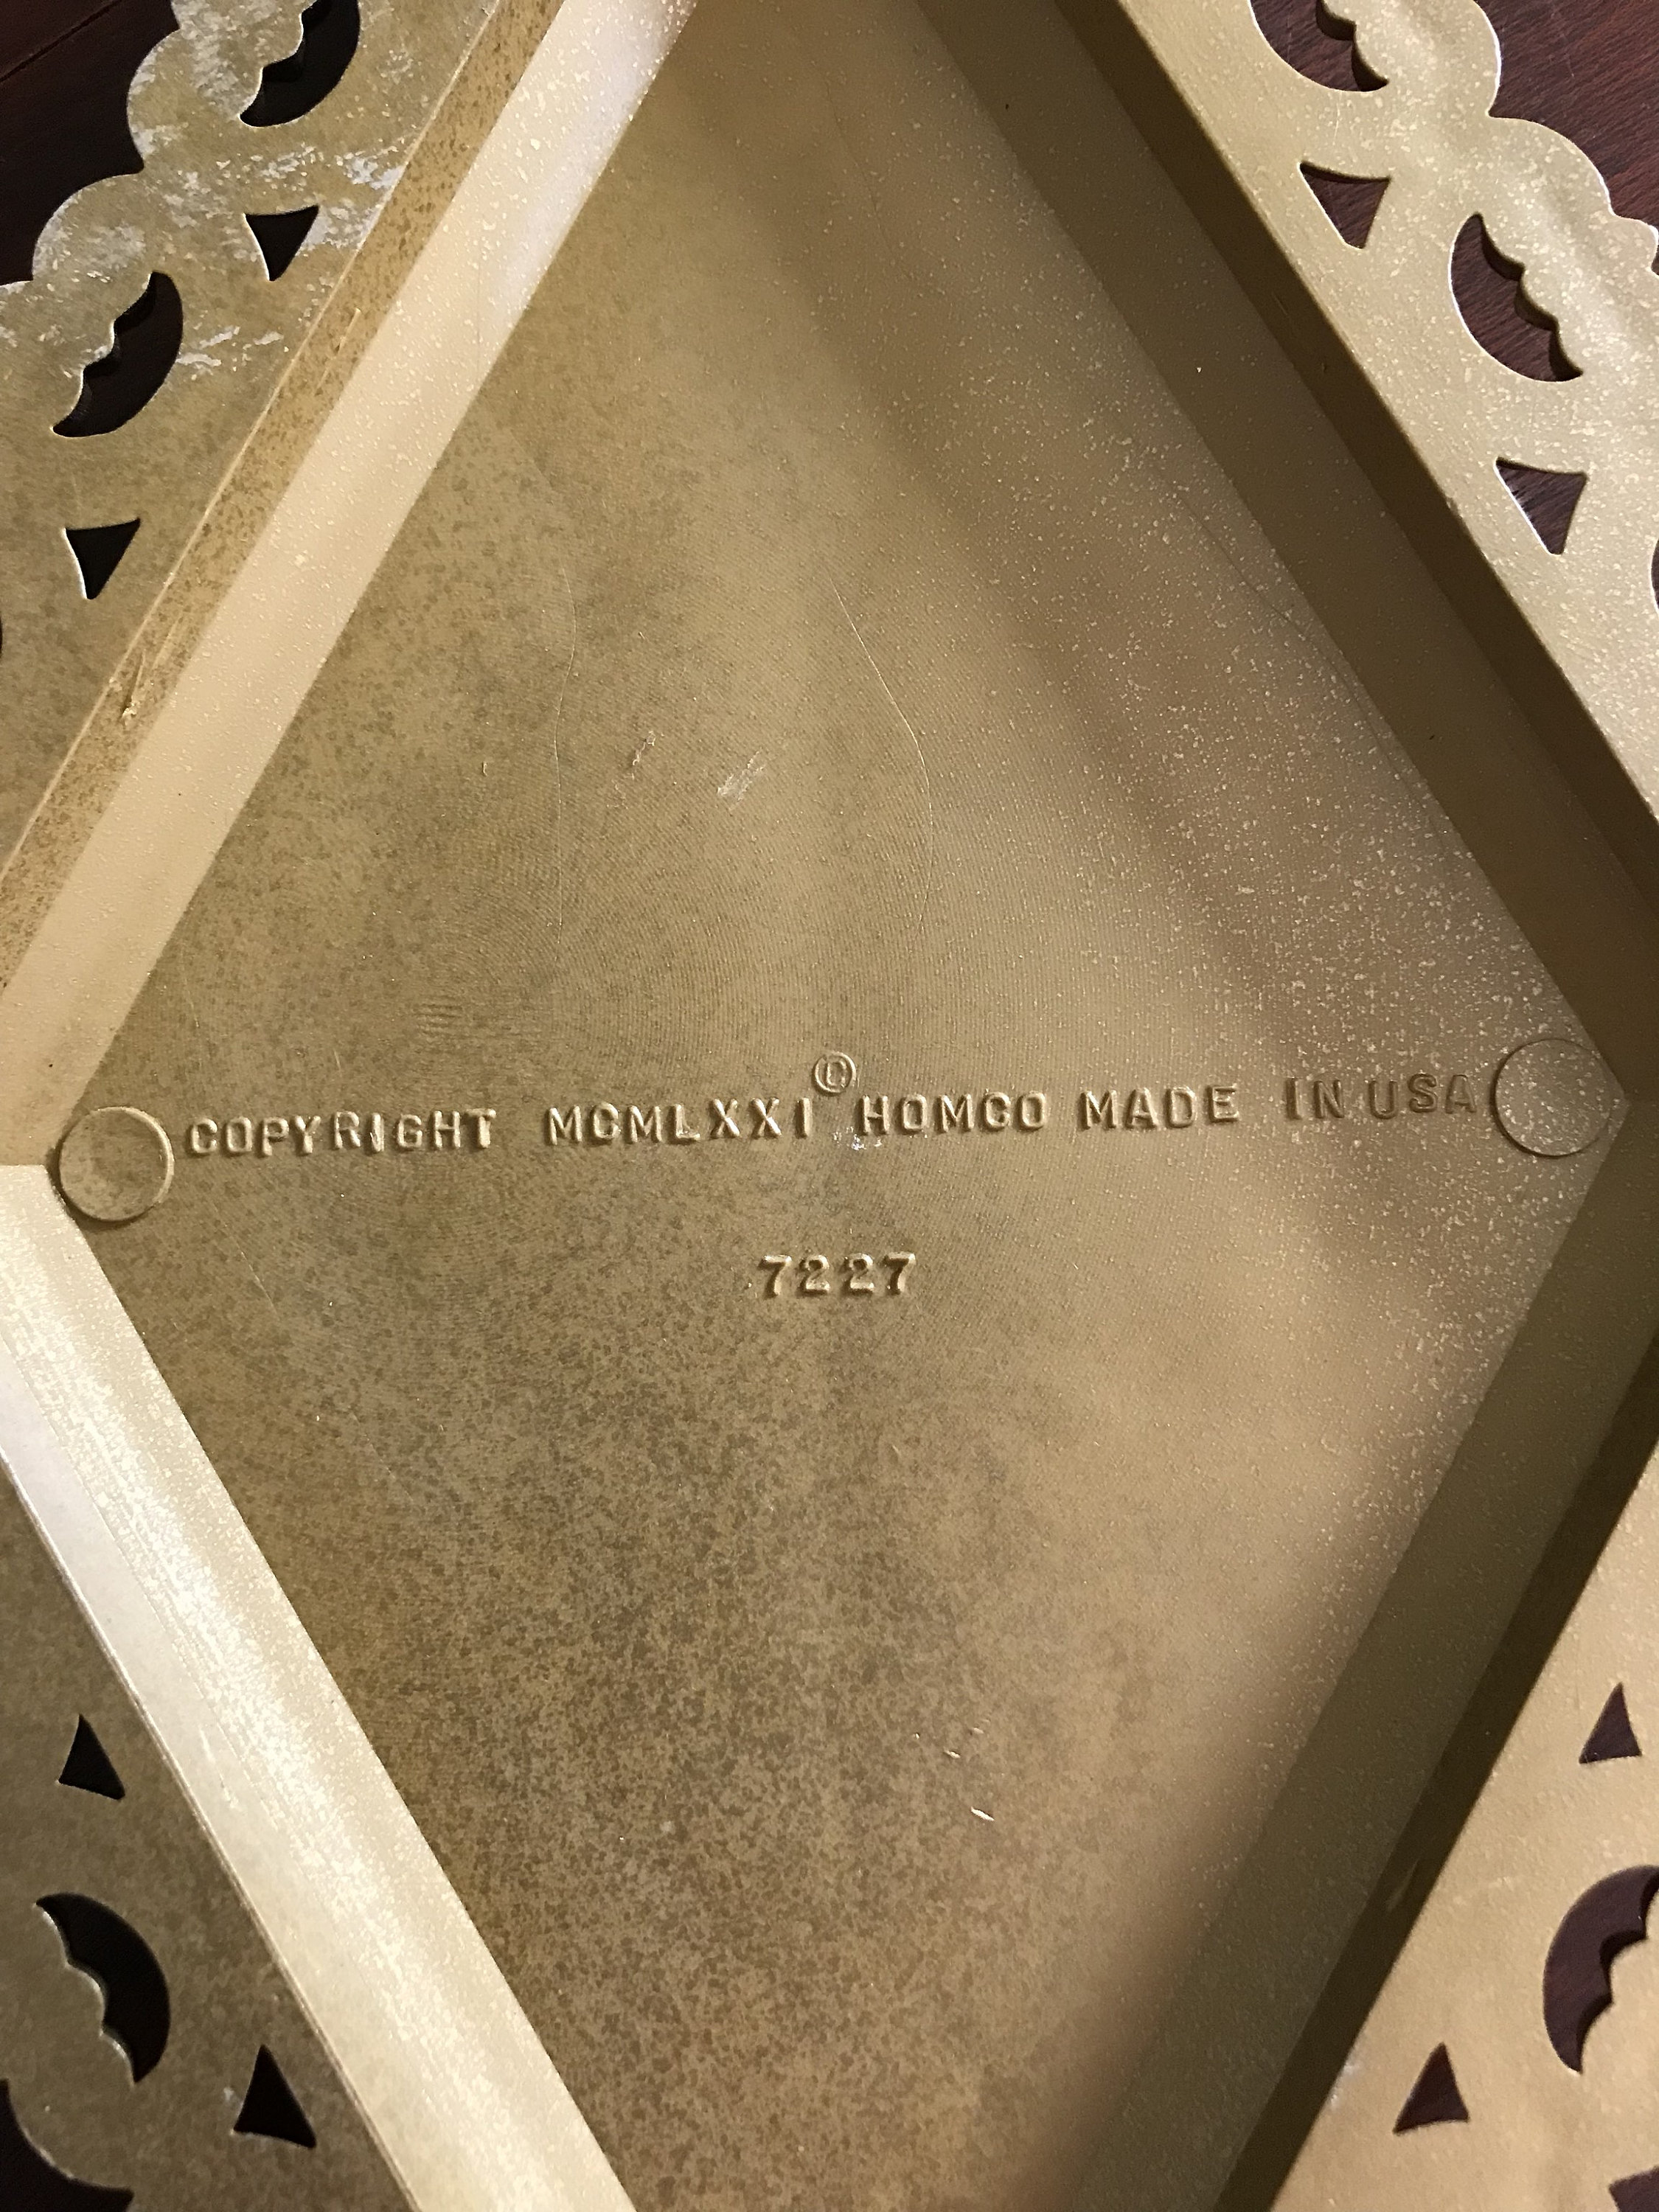 COPYRIGHT MCMLXXI © HOMCO MADE IN USA
7227